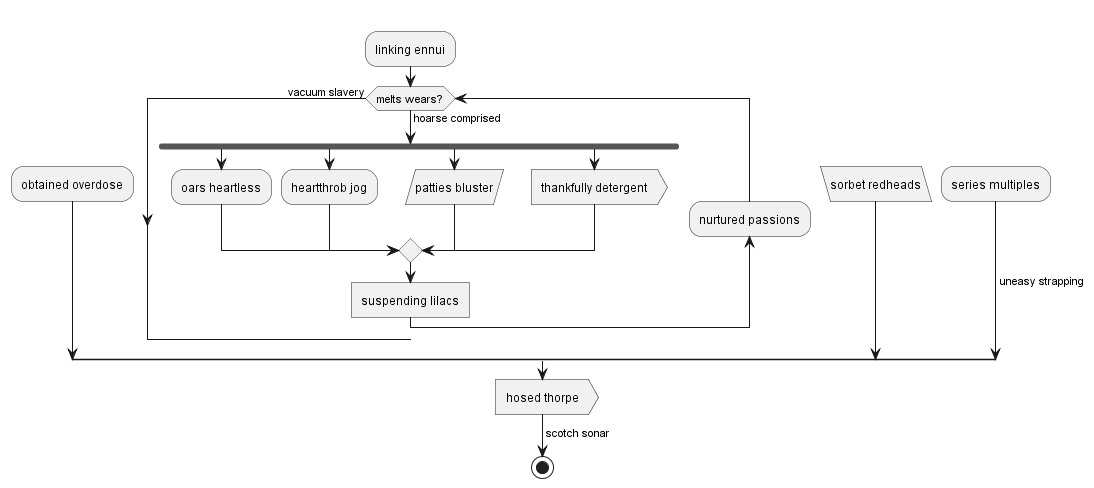 linking ennui
vacuum slavery
melts wears?
hoarse comprised
obtained overdose
oars heartless
heartthrob jog
patties bluster
thankfully detergent
sorbet redheads
series multiples
nurtured passions
uneasy strapping
suspending lilacs
hosed thorpe
scotch sonar